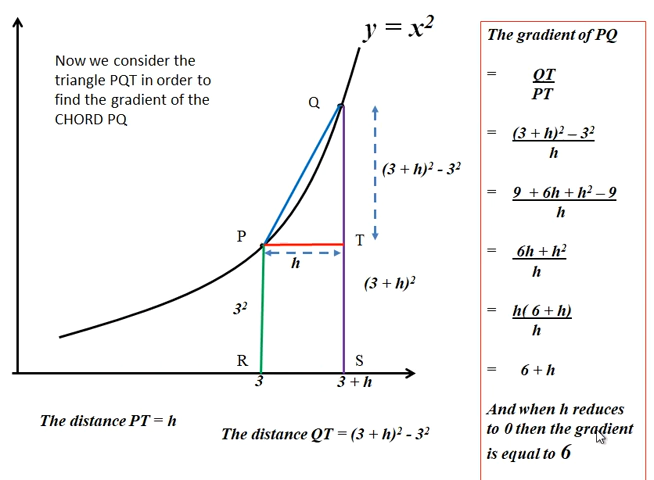 y = x²
Now we consider the
triangle PQT in order to
find the gradient of the
CHORD PQ
Q
(3 + h)² - 3²
P
T
h
(3 + h)²
3²
R
S
3
3 + h
The distance PT = h
The distance QT = (3 + h)² - 3²
The gradient of PQ
= QT
PT
= (3 + h)² – 3²
h
= 9 + 6h + h² – 9
h
= 6h + h²
h
= h( 6 + h)
h
= 6 + h
And when h reduces
to 0 then the gradient
is equal to 6